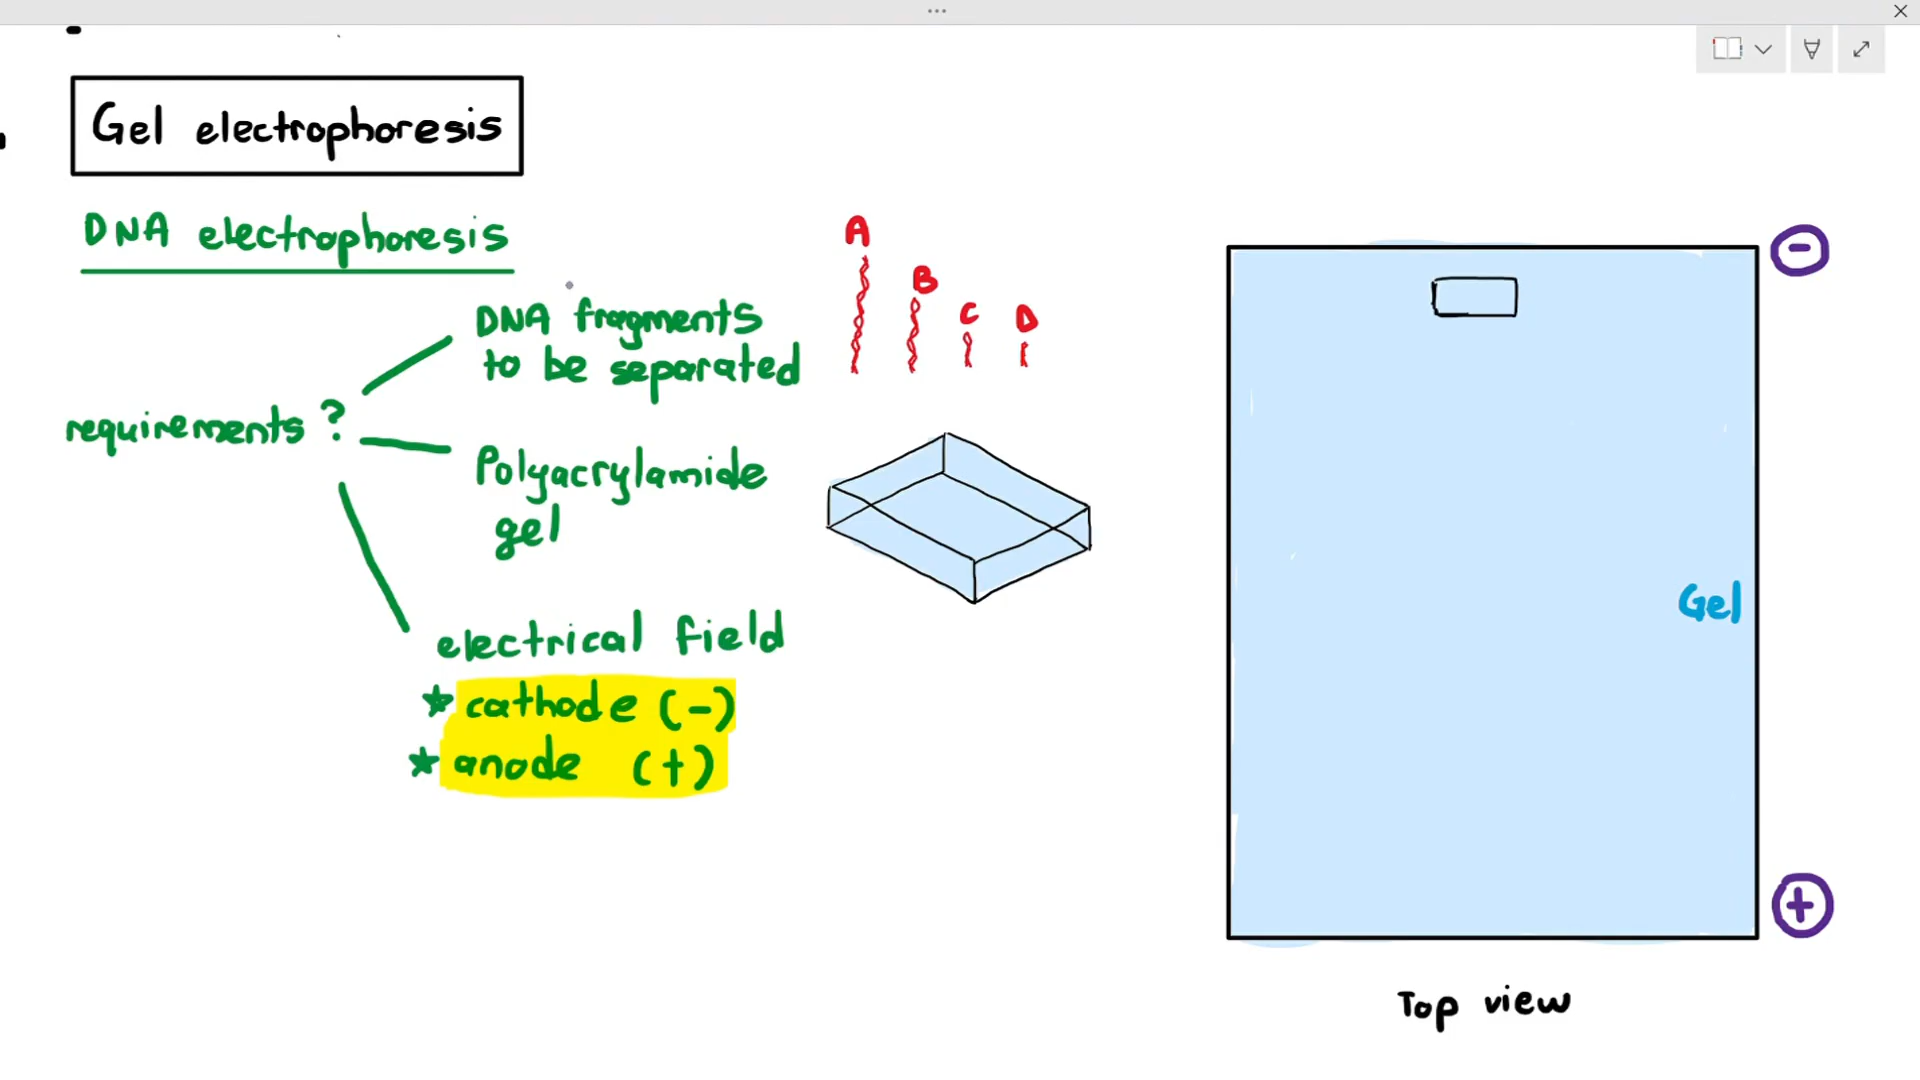 Gel electrophoresis
DNA electrophoresis
requirements ?
DNA fragments
to be separated
A
B
C
D
Polyacrylamide
gel
electrical field
★ cathode (-)
★ anode (+)
-
Gel
+
Top view